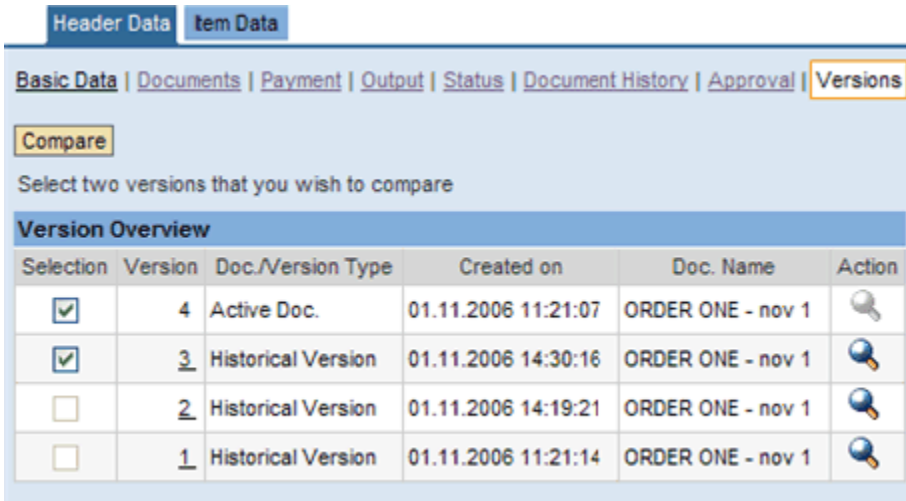 Header Data Item Data
Basic Data | Documents | Payment | Output | Status | Document History | Approval | Versions
Compare
Select two versions that you wish to compare
Version Overview
Selection Version Doc./Version Type Created on Doc. Name Action
4 Active Doc. 01.11.2006 11:21:07 ORDER ONE - nov 1
3 Historical Version 01.11.2006 14:30:16 ORDER ONE - nov 1
2 Historical Version 01.11.2006 14:19:21 ORDER ONE - nov 1
1 Historical Version 01.11.2006 11:21:14 ORDER ONE - nov 1